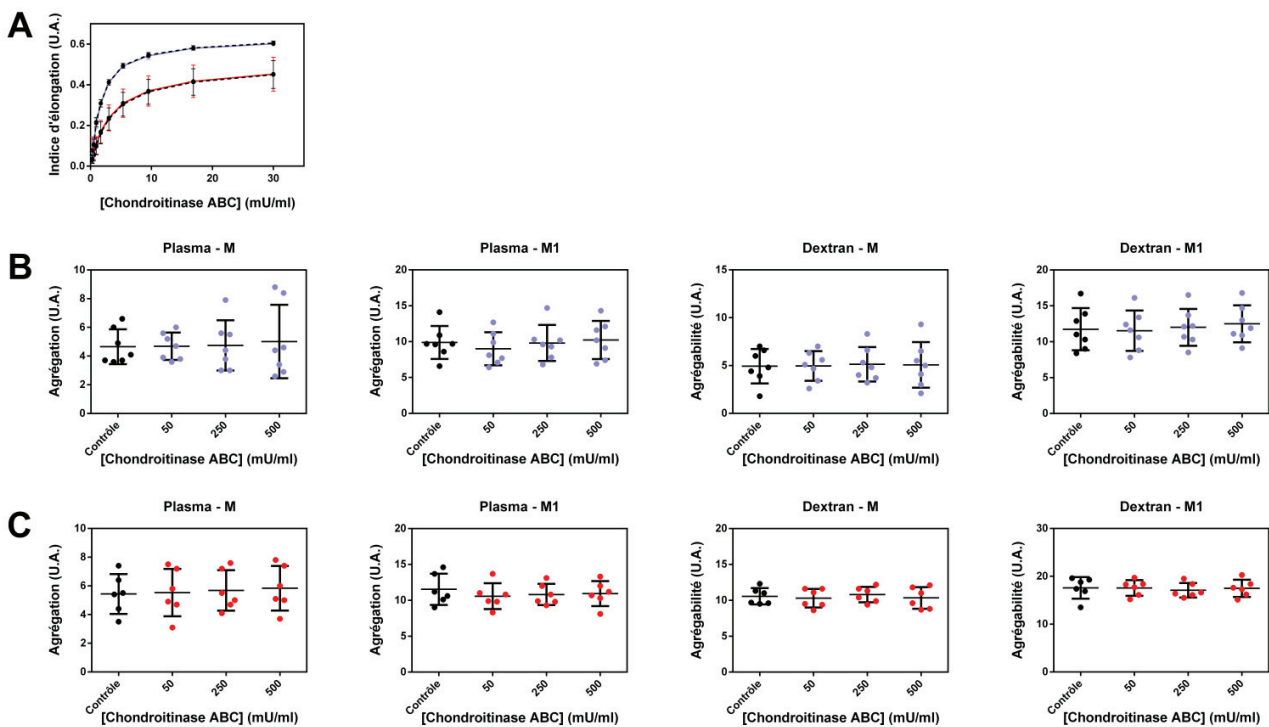 A
Indice d'élongation (U.A.)
0.6
0.4
0.2
0.0
0 10 20 30
[Chondroitinase ABC] (mU/ml)
B
Plasma - M
Agrégation (U.A.)
10
8
6
4
2
0
Contrôle 50 250 500
[Chondroitinase ABC] (mU/ml)
Plasma - M1
Agrégation (U.A.)
20
15
10
5
0
Contrôle 50 250 500
[Chondroitinase ABC] (mU/ml)
Dextran - M
Agrégabilité (U.A.)
15
10
5
0
Contrôle 50 250 500
[Chondroitinase ABC] (mU/ml)
Dextran - M1
Agrégabilité (U.A.)
20
15
10
5
0
Contrôle 50 250 500
[Chondroitinase ABC] (mU/ml)
C
Plasma - M
Agrégation (U.A.)
10
8
6
4
2
0
Contrôle 50 250 500
[Chondroitinase ABC] (mU/ml)
Plasma - M1
Agrégation (U.A.)
20
15
10
5
0
Contrôle 50 250 500
[Chondroitinase ABC] (mU/ml)
Dextran - M
Agrégabilité (U.A.)
20
15
10
5
0
Contrôle 50 250 500
[Chondroitinase ABC] (mU/ml)
Dextran - M1
Agrégabilité (U.A.)
30
20
10
0
Contrôle 50 250 500
[Chondroitinase ABC] (mU/ml)